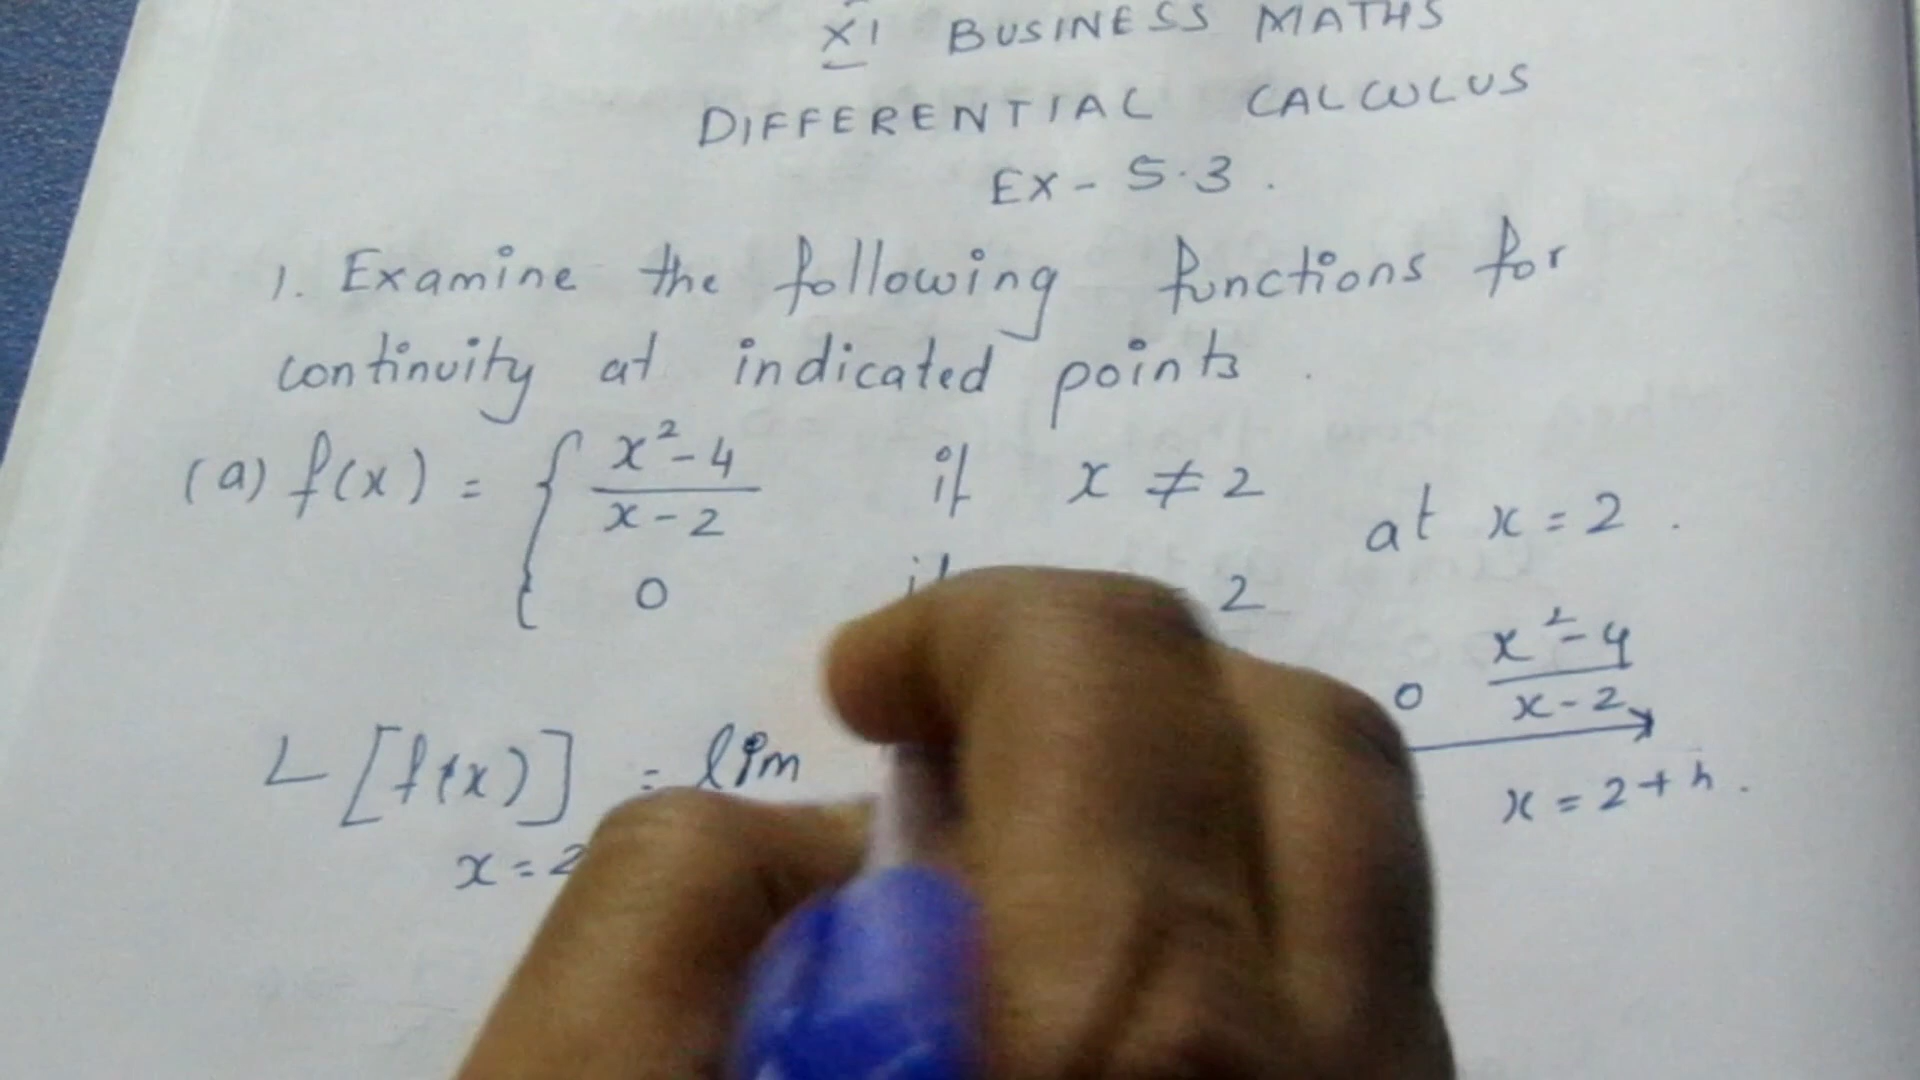 XI BUSINESS MATHS
DIFFERENTIAL CALCULUS
EX - 5.3.
1. Examine the following functions for
continuity at indicated points.
(a) f(x) = { x²-4 / x-2 if x ≠ 2 at x = 2.
0 if 2
0 x²-4 / x-2
L [f(x)] = lim
x = 2
x = 2 + h.